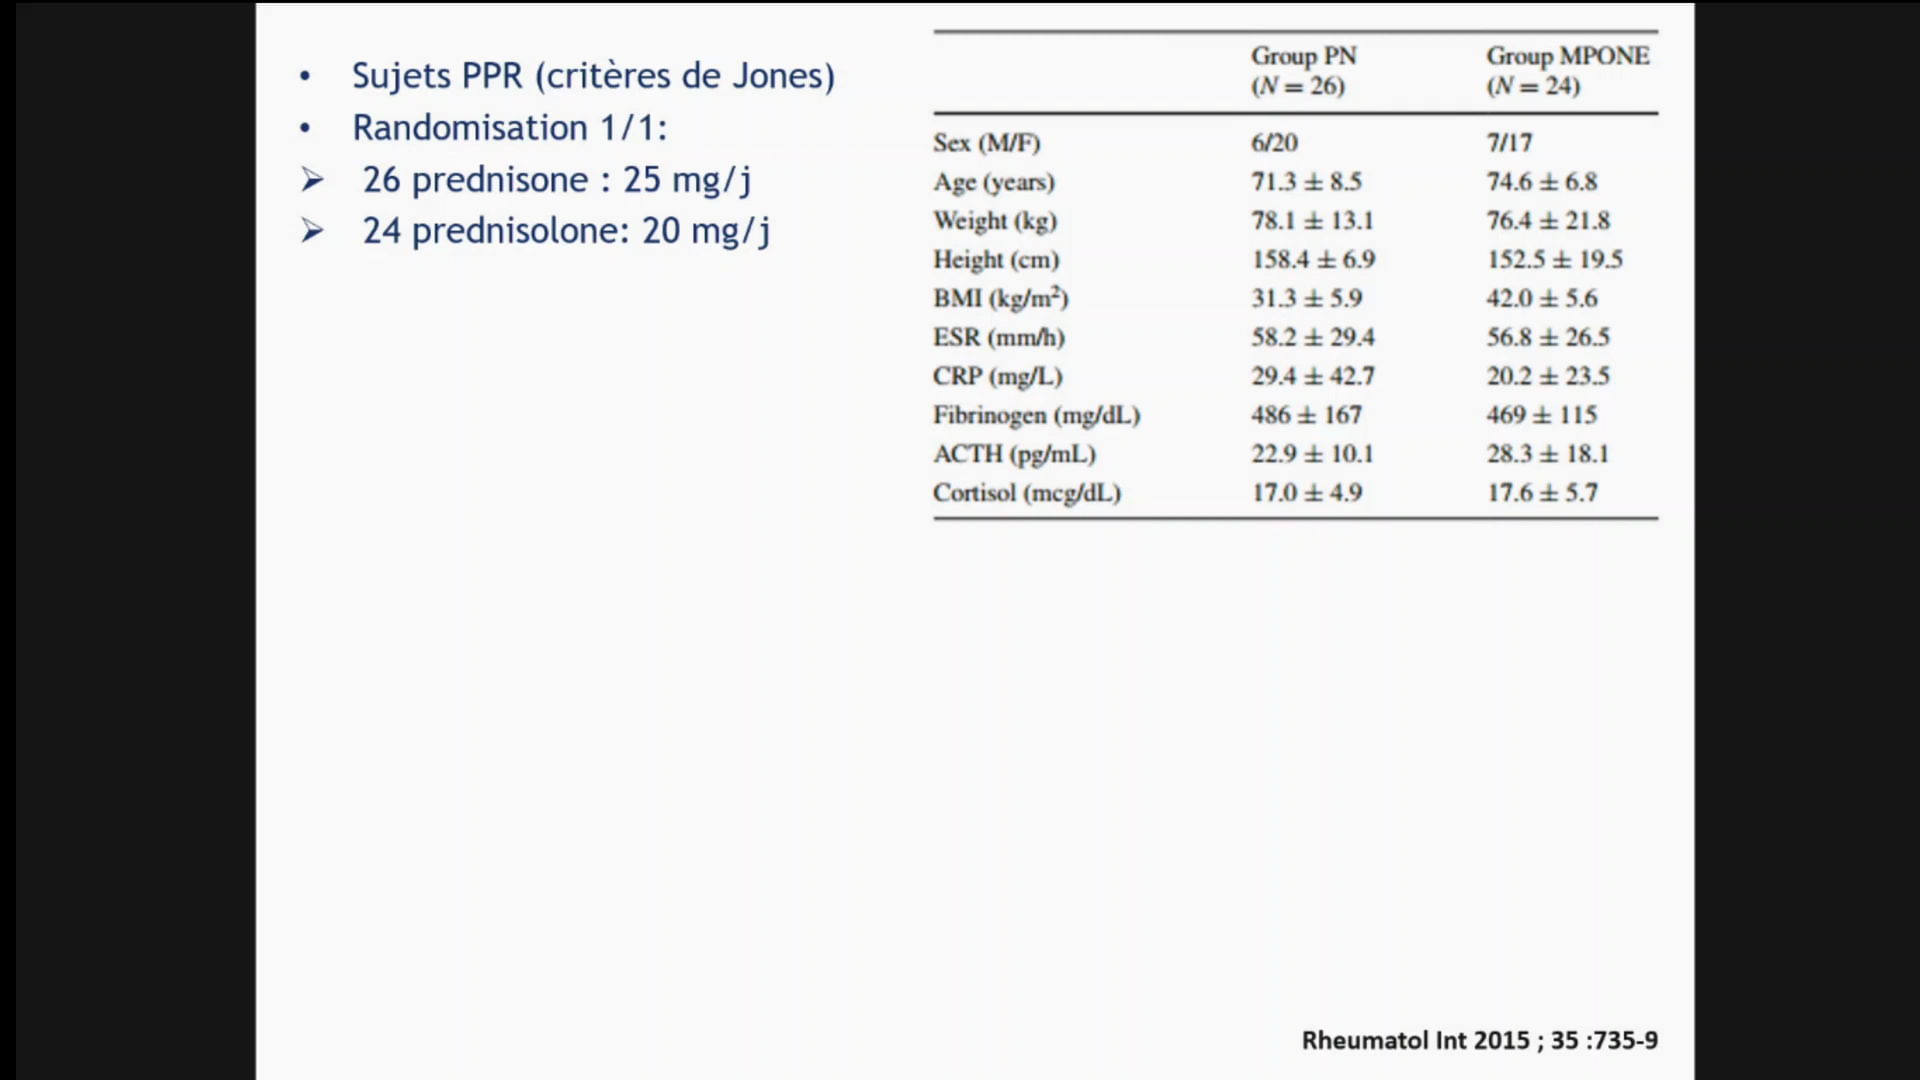 • Sujets PPR (critères de Jones)
• Randomisation 1/1:
➢ 26 prednisone : 25 mg/j
➢ 24 prednisolone: 20 mg/j
Group PN Group MPONE
(N = 26) (N = 24)
Sex (M/F) 6/20 7/17
Age (years) 71.3 ± 8.5 74.6 ± 6.8
Weight (kg) 78.1 ± 13.1 76.4 ± 21.8
Height (cm) 158.4 ± 6.9 152.5 ± 19.5
BMI (kg/m²) 31.3 ± 5.9 42.0 ± 5.6
ESR (mm/h) 58.2 ± 29.4 56.8 ± 26.5
CRP (mg/L) 29.4 ± 42.7 20.2 ± 23.5
Fibrinogen (mg/dL) 486 ± 167 469 ± 115
ACTH (pg/mL) 22.9 ± 10.1 28.3 ± 18.1
Cortisol (mcg/dL) 17.0 ± 4.9 17.6 ± 5.7
Rheumatol Int 2015 ; 35 :735-9